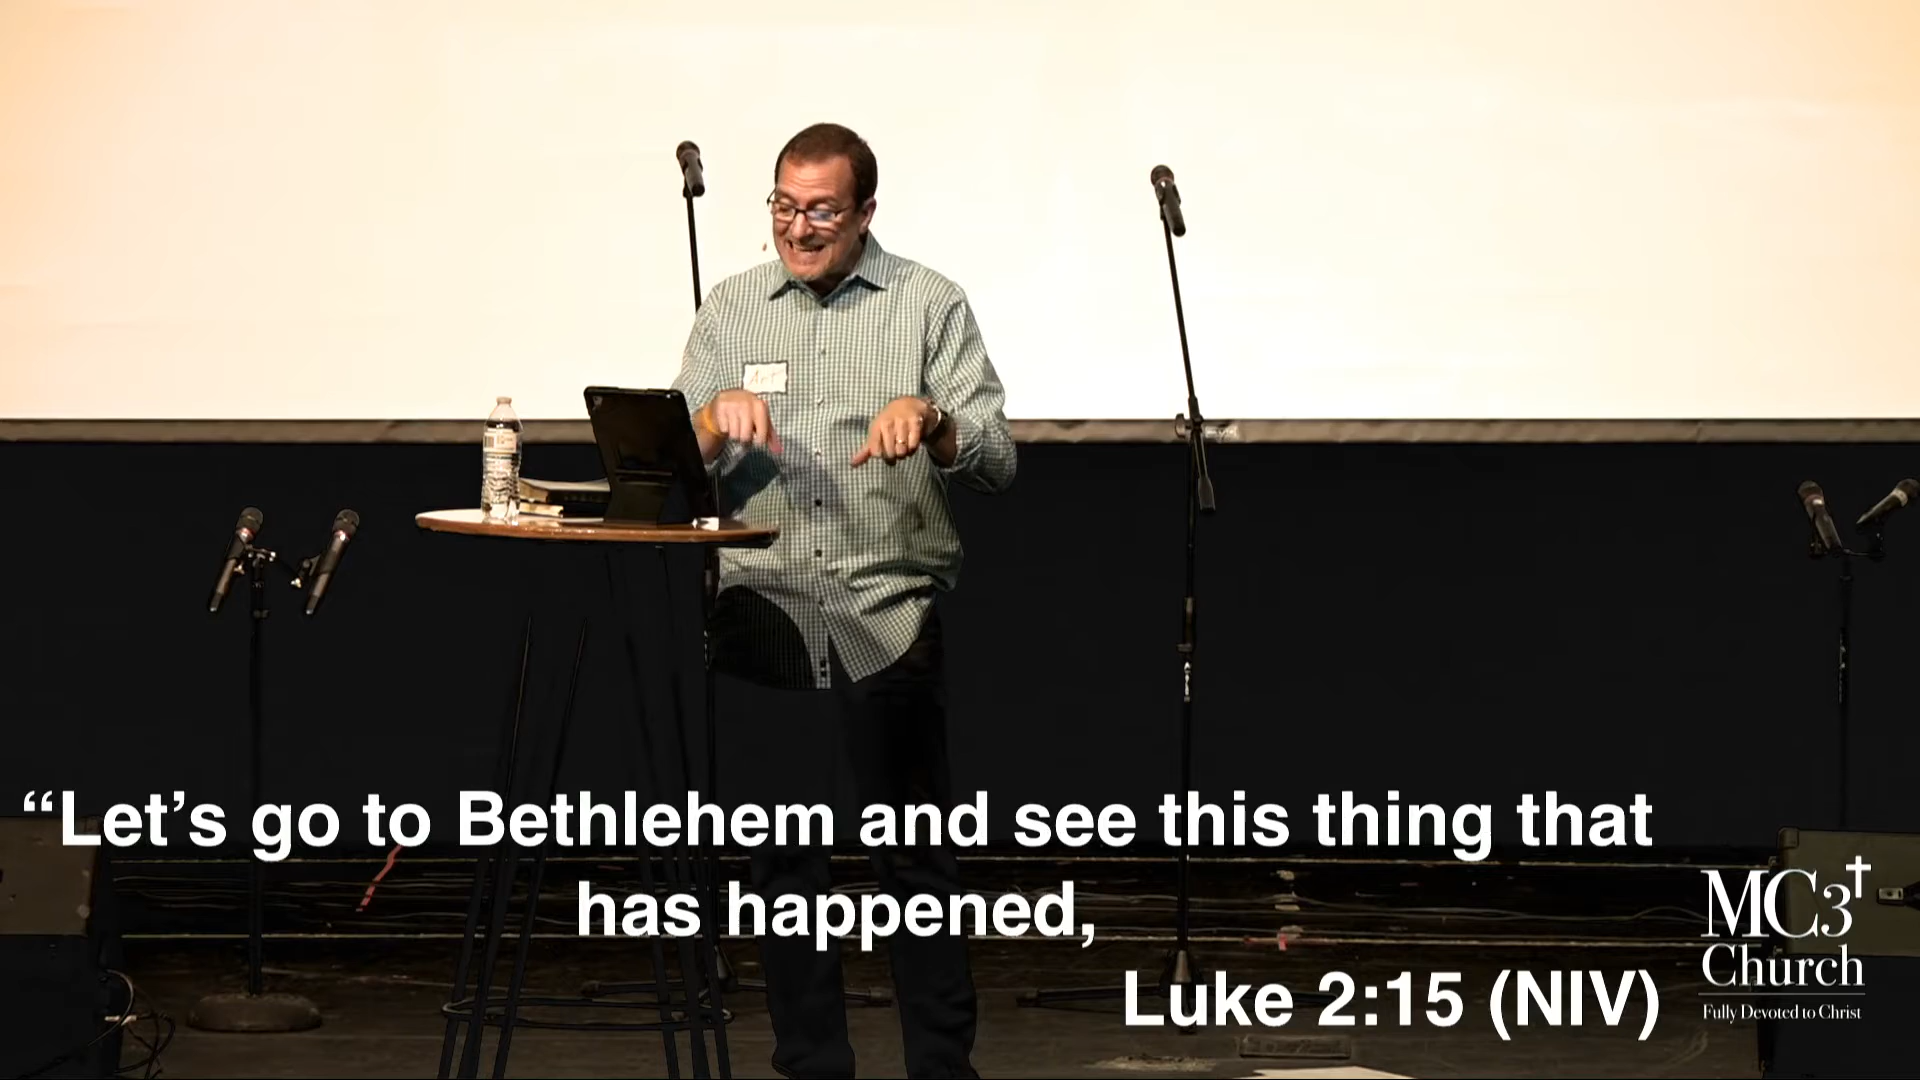 Art
“Let’s go to Bethlehem and see this thing that
has happened,
Luke 2:15 (NIV)
MC3
Church
Fully Devoted to Christ